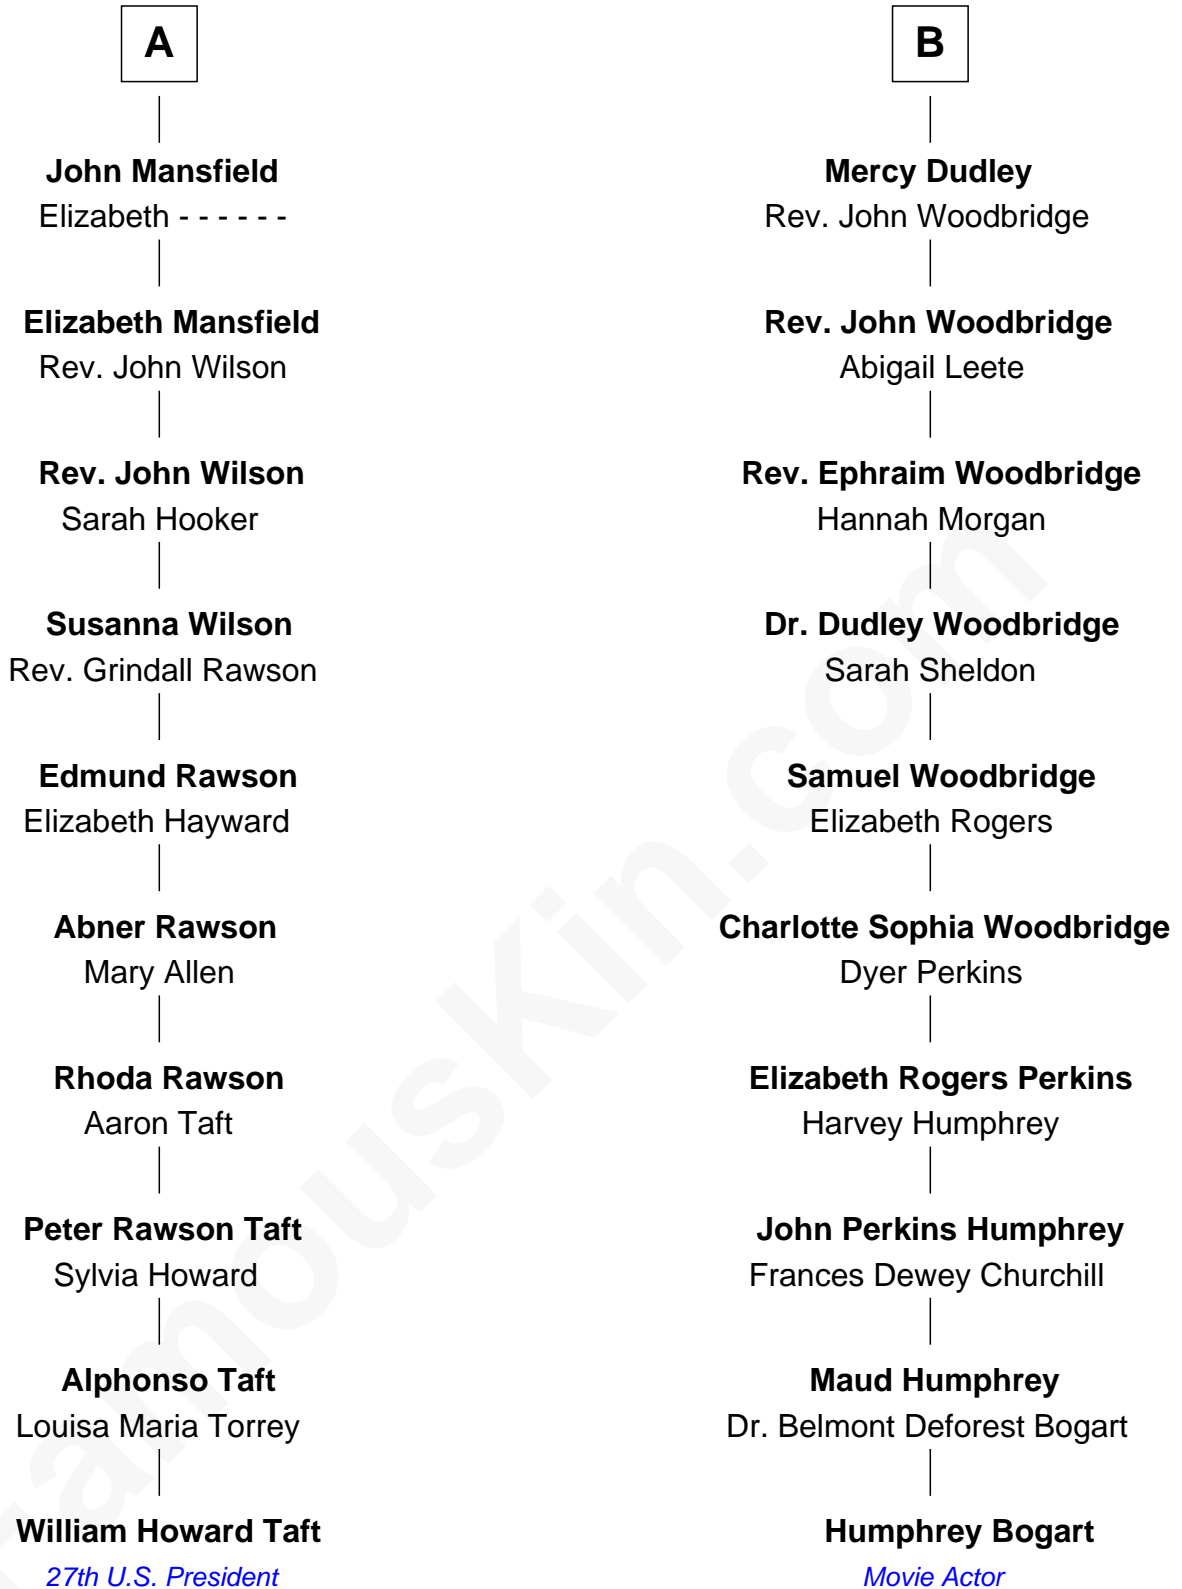 A
John Mansfield
Elizabeth - - - - - -
Elizabeth Mansfield
Rev. John Wilson
Rev. John Wilson
Sarah Hooker
Susanna Wilson
Rev. Grindall Rawson
Edmund Rawson
Elizabeth Hayward
Abner Rawson
Mary Allen
Rhoda Rawson
Aaron Taft
Peter Rawson Taft
Sylvia Howard
Alphonso Taft
Louisa Maria Torrey
William Howard Taft
27th U.S. President
B
Mercy Dudley
Rev. John Woodbridge
Rev. John Woodbridge
Abigail Leete
Rev. Ephraim Woodbridge
Hannah Morgan
Dr. Dudley Woodbridge
Sarah Sheldon
Samuel Woodbridge
Elizabeth Rogers
Charlotte Sophia Woodbridge
Dyer Perkins
Elizabeth Rogers Perkins
Harvey Humphrey
John Perkins Humphrey
Frances Dewey Churchill
Maud Humphrey
Dr. Belmont Deforest Bogart
Humphrey Bogart
Movie Actor
FamousKin.com